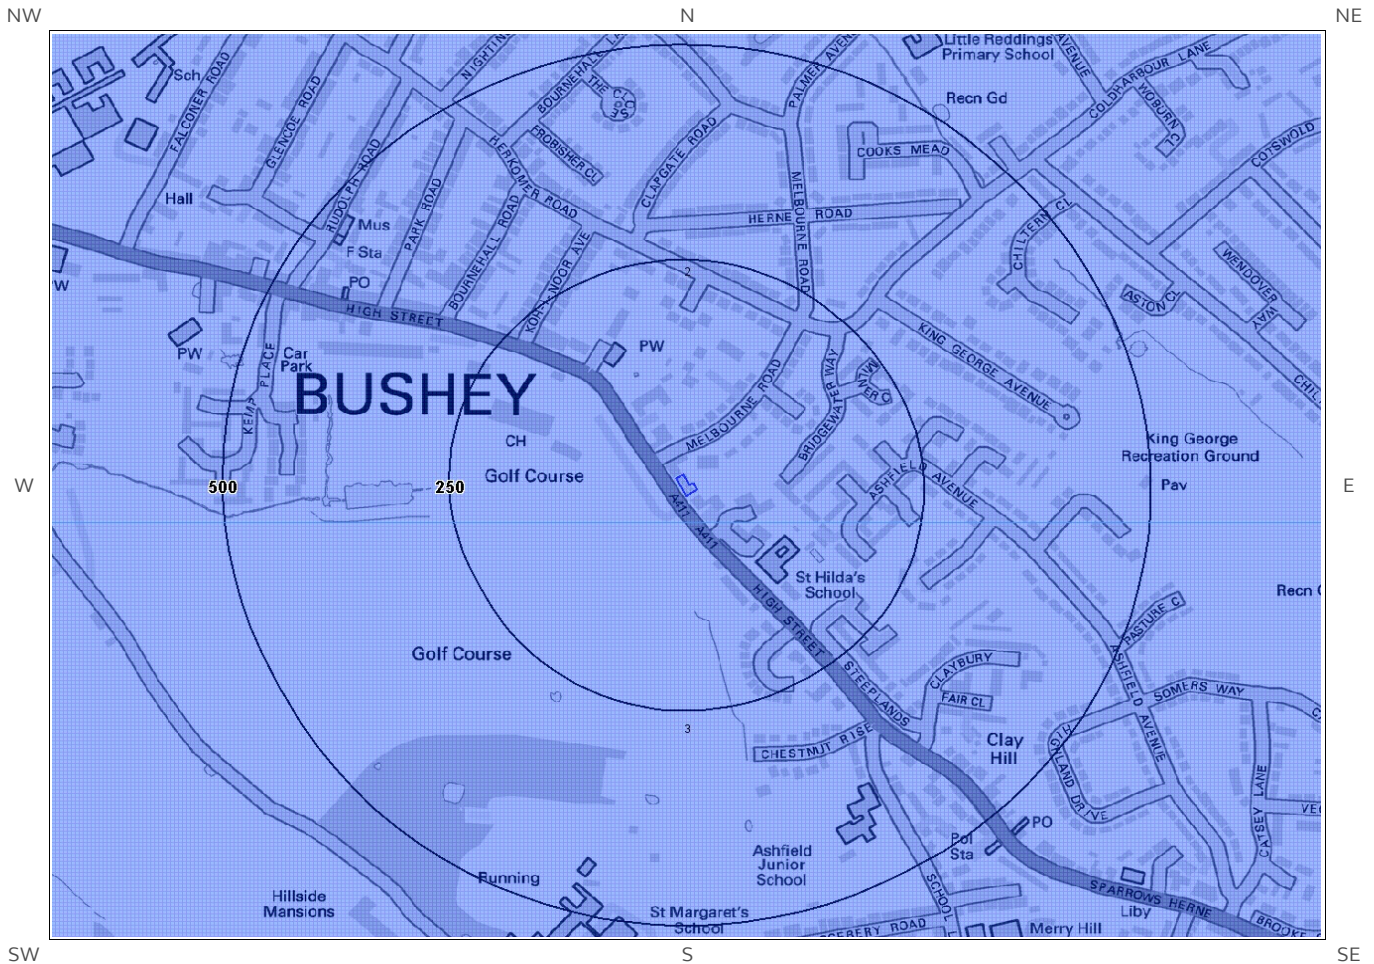 NW
N
NE
Little Reddings
Primary School
AVENUE
COLDHARBOUR LANE
PALMER AVEN
BOURNEHALL
THE
CLOSE
Sch
FALCONER ROAD
GLENCOE ROAD
Recn Gd
WOBURN
CL
COTSWOLD
FROBISHER CL
HERKOMER ROAD
CLAPGATE ROAD
COOKS MEAD
RUDOLPH ROAD
PARK ROAD
BOURNEHALL ROAD
MELBOURNE ROAD
Hall
Mus
HERNE ROAD
CHILTERN CL
F Sta
KOH-I-NOOR AVE
WENDOVER
WAY
W
PO
2
ASTON CL
HIGH STREET
KING GEORGE AVENUE
PW
Car
Park
PW
PLACE
KEMP
BUSHEY
MELBOURNE ROAD
BRIDGEWATER WAY
MILNER C
CHIL
CH
Golf Course
King George
Recreation Ground
Pav
ASHFIELD AVENUE
W
500
250
E
A411 A411
St Hilda's
School
Recn
HIGH STREET
PASTURE C
Golf Course
CLAYBURY
FAIR CL
STEEPLANDS
ASHFIELD AVENUE
SOMERS WAY
3
CHESTNUT RISE
Clay
Hill
HIGHLAND DRIVE
CATSEY LANE
PO
Pol
Sta
Ashfield
Junior
School
Running
SCHOOL
SPARROWS HERNE
Liby
Hillside
Mansions
St Margaret's
School
Merry Hill
BROOKE
SW
S
SE